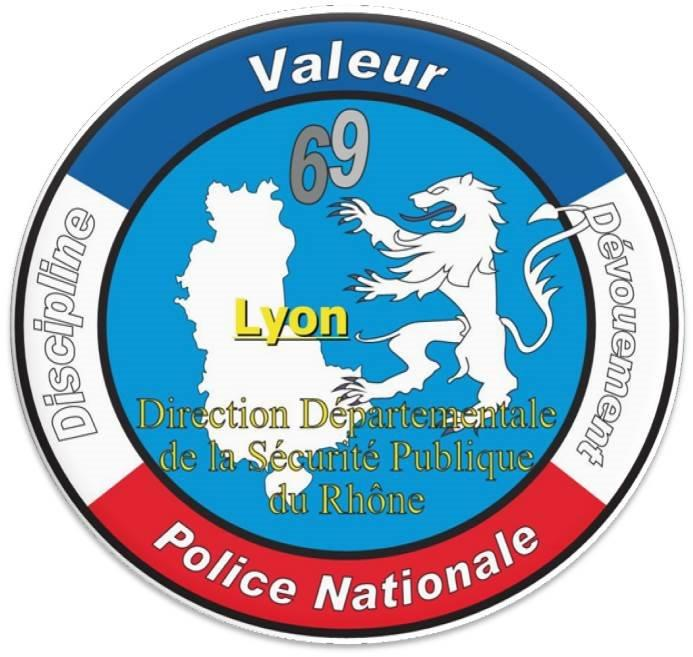 Valeur
69
Discipline
Dévouement
Lyon
Direction Départementale
de la Sécurité Publique
du Rhône
Police Nationale